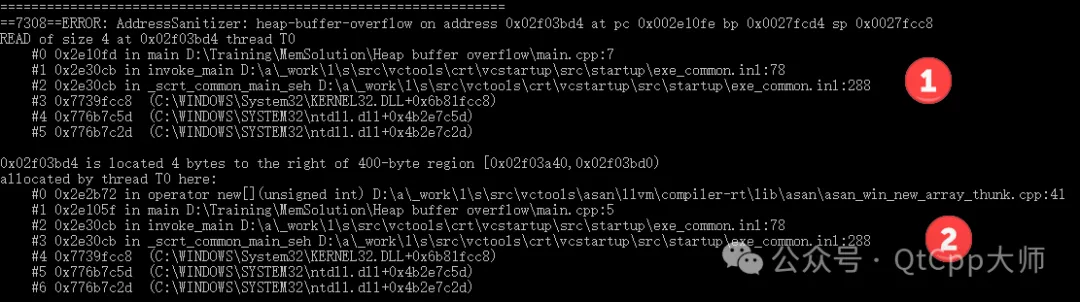 =================================================================
==7308==ERROR: AddressSanitizer: heap-buffer-overflow on address 0x02f03bd4 at pc 0x002e10fe bp 0x0027fcd4 sp 0x0027fcc8
READ of size 4 at 0x02f03bd4 thread T0
#0 0x2e10fd in main D:\Training\MemSolution\Heap buffer overflow\main.cpp:7
#1 0x2e30cb in invoke_main D:\a\_work\1\s\src\vctools\crt\vcstartup\src\startup\exe_common.inl:78
#2 0x2e30cb in _scrt_common_main_seh D:\a\_work\1\s\src\vctools\crt\vcstartup\src\startup\exe_common.inl:288
#3 0x7739fcc8 (C:\WINDOWS\System32\KERNEL32.DLL+0x6b81fcc8)
#4 0x776b7c5d (C:\WINDOWS\SYSTEM32\ntdll.dll+0x4b2e7c5d)
#5 0x776b7c2d (C:\WINDOWS\SYSTEM32\ntdll.dll+0x4b2e7c2d)
1
0x02f03bd4 is located 4 bytes to the right of 400-byte region [0x02f03a40,0x02f03bd0)
allocated by thread T0 here:
#0 0x2e2b72 in operator new[](unsigned int) D:\a\_work\1\s\src\vctools\asan\llvm\compiler-rt\lib\asan\asan_win_new_array_thunk.cpp:41
#1 0x2e105f in main D:\Training\MemSolution\Heap buffer overflow\main.cpp:5
#2 0x2e30cb in invoke_main D:\a\_work\1\s\src\vctools\crt\vcstartup\src\startup\exe_common.inl:78
#3 0x2e30cb in _scrt_common_main_seh D:\a\_work\1\s\src\vctools\crt\vcstartup\src\startup\exe_common.inl:288
#4 0x7739fcc8 (C:\WINDOWS\System32\KERNEL32.DLL+0x6b81fcc8)
#5 0x776b7c5d (C:\WINDOWS\SYSTEM32\ntdll.dll+0x4b2e7c5d)
#6 0x776b7c2d (C:\WINDOWS\SYSTEM32\ntdll.dll+0x4b2e7c2d)
2
公众号 · QtCpp大师